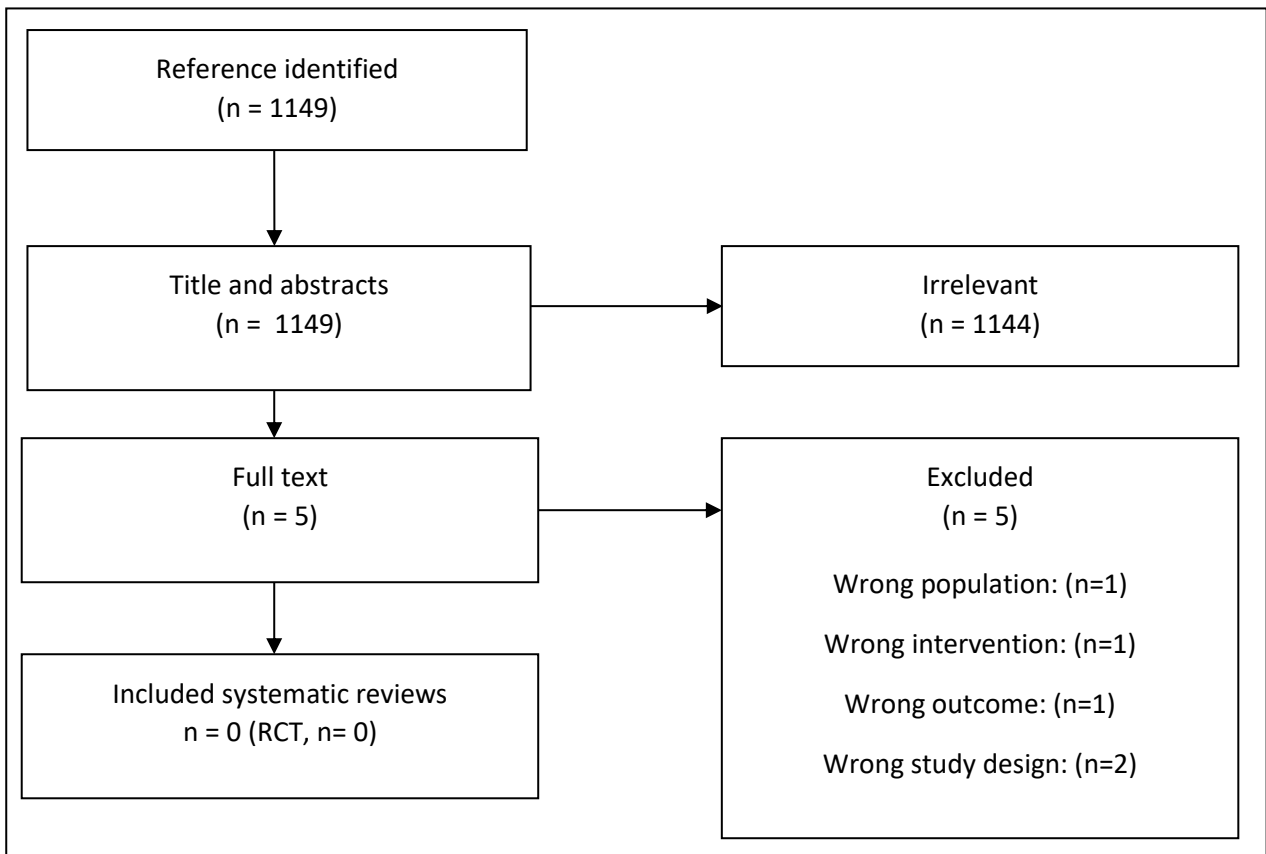 Reference identified
(n = 1149)
Title and abstracts
(n =  1149)
Irrelevant
(n = 1144)
Full text
(n = 5)
Excluded
(n = 5)
Wrong population: (n=1)
Wrong intervention: (n=1)
Wrong outcome: (n=1)
Wrong study design: (n=2)
Included systematic reviews
n = 0 (RCT, n= 0)